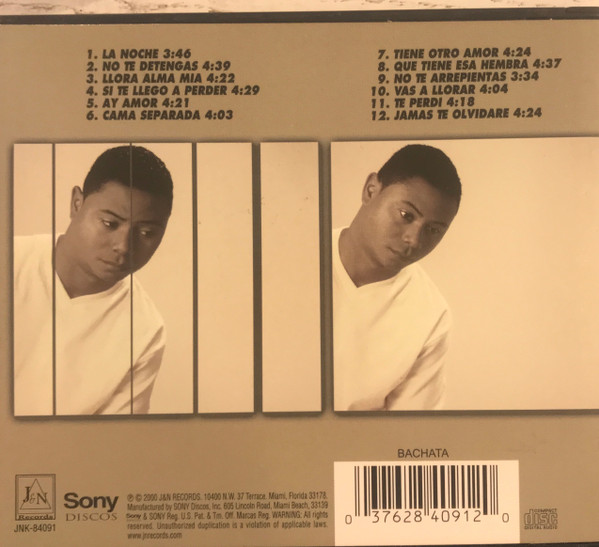 1. LA NOCHE 3:46
2. NO TE DETENGAS 4:39
3. LLORA ALMA MIA 4:22
4. SI TE LLEGO A PERDER 4:29
5. AY AMOR 4:21
6. CAMA SEPARADA 4:03
7. TIENE OTRO AMOR 4:24
8. QUE TIENE ESA HEMBRA 4:37
9. NO TE ARREPIENTAS 3:34
10. VAS A LLORAR 4:04
11. TE PERDI 4:18
12. JAMAS TE OLVIDARE 4:24
BACHATA
J&N
Records
JNK-84091
Sony
DISCOS
℗ © 2000 J&N RECORDS. 10400 N.W. 37 Terrace, Miami, Florida 33178.
Manufactured by SONY Discos, Inc. 605 Lincoln Road, Miami Beach, 33139
Sony & SONY Reg. U.S. Pat. & Tm. Off. Marcas Reg. WARNING: All rights
reserved. Unauthorized duplication is a violation of applicable laws.
www.jnrecords.com
0 37628 40912 0
COMPACT
disc
DIGITAL AUDIO